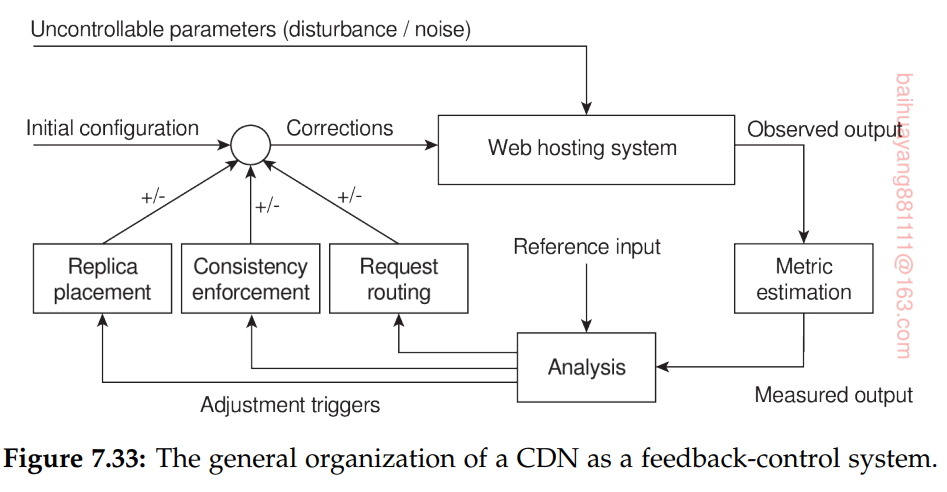 Uncontrollable parameters (disturbance / noise)
Initial configuration
Corrections
Web hosting system
Observed output
+/-
+/-
+/-
Reference input
Replica
placement
Consistency
enforcement
Request
routing
Metric
estimation
Analysis
Adjustment triggers
Measured output
baihuayang881111@163.com
Figure 7.33: The general organization of a CDN as a feedback-control system.